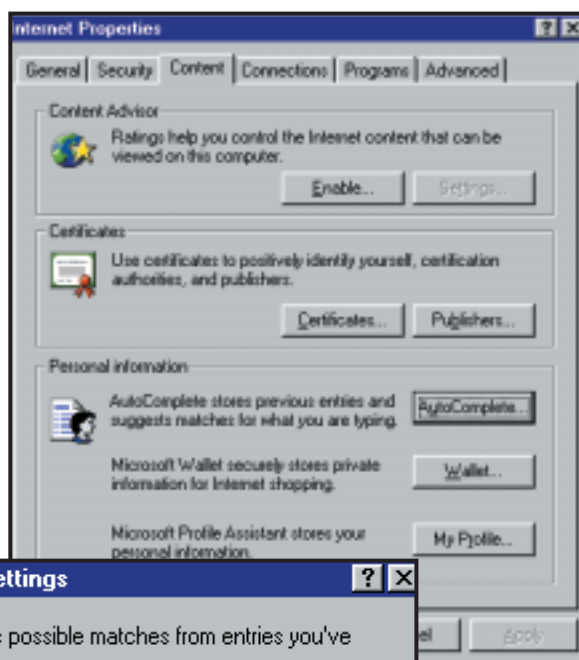 Internet Properties
General Security Content Connections Programs Advanced
Content Advisor
Ratings help you control the Internet content that can be
viewed on this computer.
Enable... Settings...
Certificates
Use certificates to positively identify yourself, certification
authorities, and publishers.
Certificates... Publishers...
Personal information
AutoComplete stores previous entries and
suggests matches for what you are typing.
AutoComplete...
Microsoft Wallet securely stores private
information for Internet shopping.
Wallet...
Microsoft Profile Assistant stores your
personal information.
My Profile...
ettings
possible matches from entries you've
el Apply